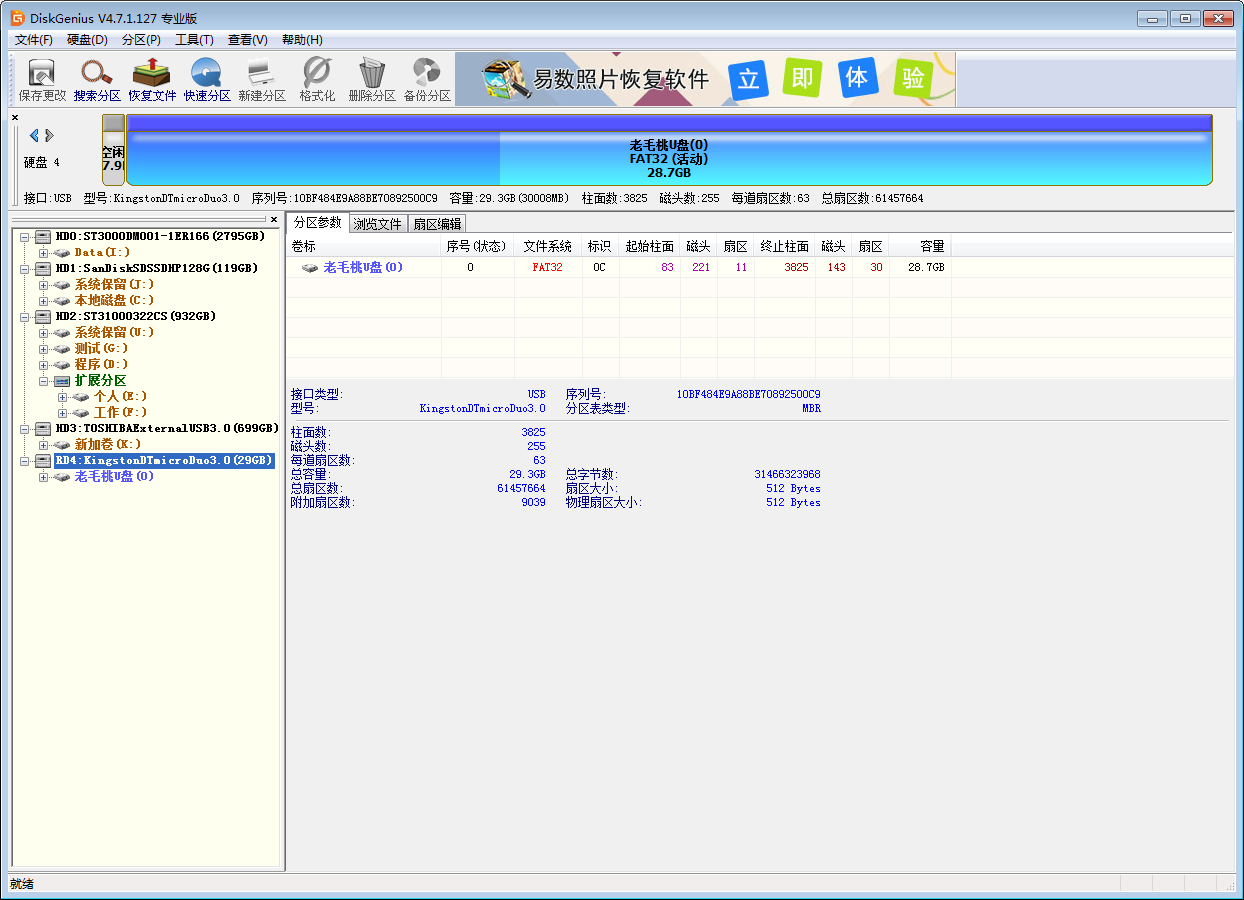 DiskGenius V4.7.1.127 专业版
文件(F) 硬盘(D) 分区(P) 工具(T) 查看(V) 帮助(H)
保存更改 搜索分区 恢复文件 快速分区 新建分区 格式化 删除分区 备份分区 易数照片恢复软件 立 即 体 验
硬盘 4
空闲
7.9
老毛桃U盘(O)
FAT32 (活动)
28.7GB
接口:USB 型号:KingstonDTmicroDuo3.0 序列号:10BF484E9A88BE70892500C9 容量:29.3GB(30008MB) 柱面数:3825 磁头数:255 每道扇区数:63 总扇区数:61457664
HD0:ST3000DM001-1ER166(2795GB)
Data(I:)
HD1:SanDiskSDSSDHP128G(119GB)
系统保留(J:)
本地磁盘(C:)
HD2:ST31000322CS(932GB)
系统保留(U:)
测试(G:)
程序(D:)
扩展分区
个人(E:)
工作(F:)
HD3:TOSHIBAExternalUSB3.0(699GB)
新加卷(K:)
RD4:KingstonDTmicroDuo3.0(29GB)
老毛桃U盘(O)
分区参数 浏览文件 扇区编辑
卷标 序号(状态) 文件系统 标识 起始柱面 磁头 扇区 终止柱面 磁头 扇区 容量
老毛桃U盘(O) 0 FAT32 0C 83 221 11 3825 143 30 28.7GB
接口类型: USB 序列号: 10BF484E9A88BE70892500C9
型号: KingstonDTmicroDuo3.0 分区表类型: MBR
柱面数: 3825
磁头数: 255
每道扇区数: 63
总容量: 29.3GB 总字节数: 31466323968
总扇区数: 61457664 扇区大小: 512 Bytes
附加扇区数: 9039 物理扇区大小: 512 Bytes
就绪